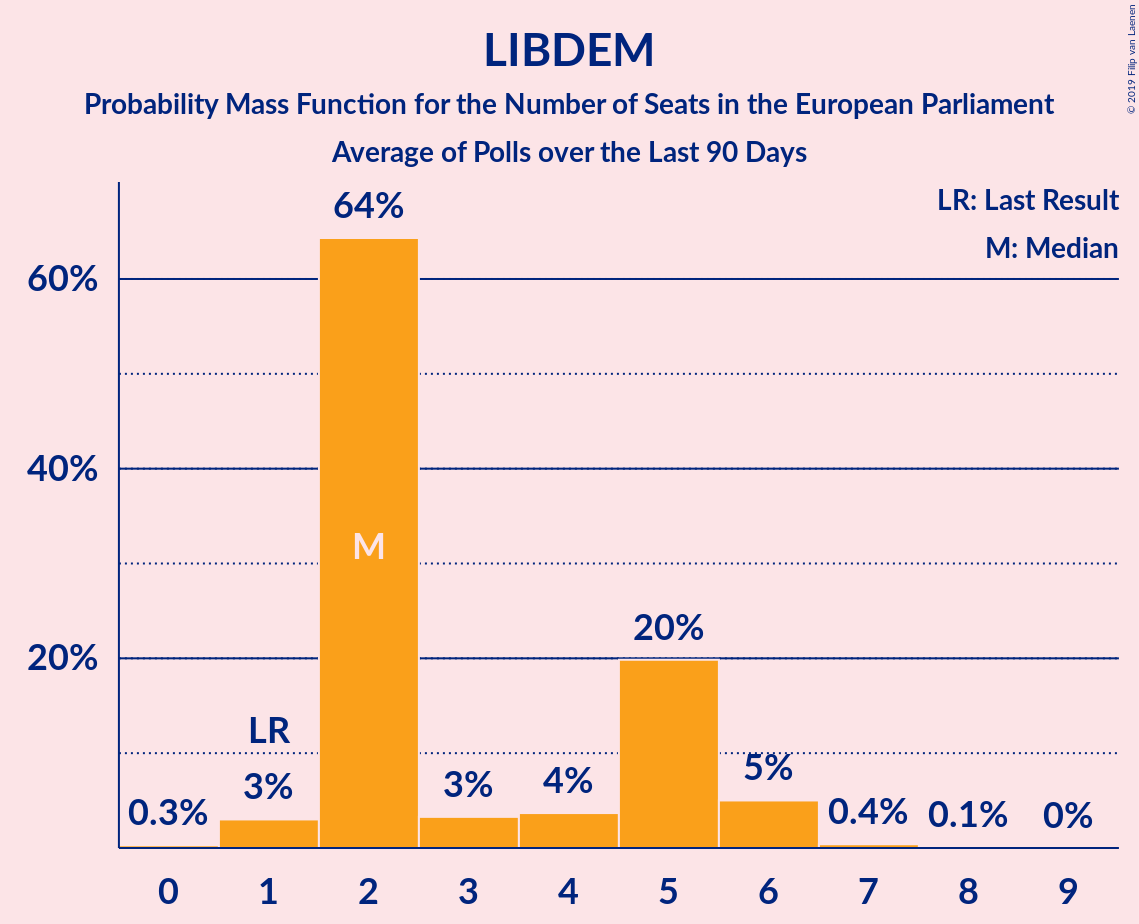 LIBDEM
Probability Mass Function for the Number of Seats in the European Parliament
Average of Polls over the Last 90 Days
© 2019 Filip van Laenen
LR: Last Result
M: Median
60%
40%
20%
0.3%
LR
3%
64%
M
3%
4%
20%
5%
0.4%
0.1%
0%
0 1 2 3 4 5 6 7 8 9